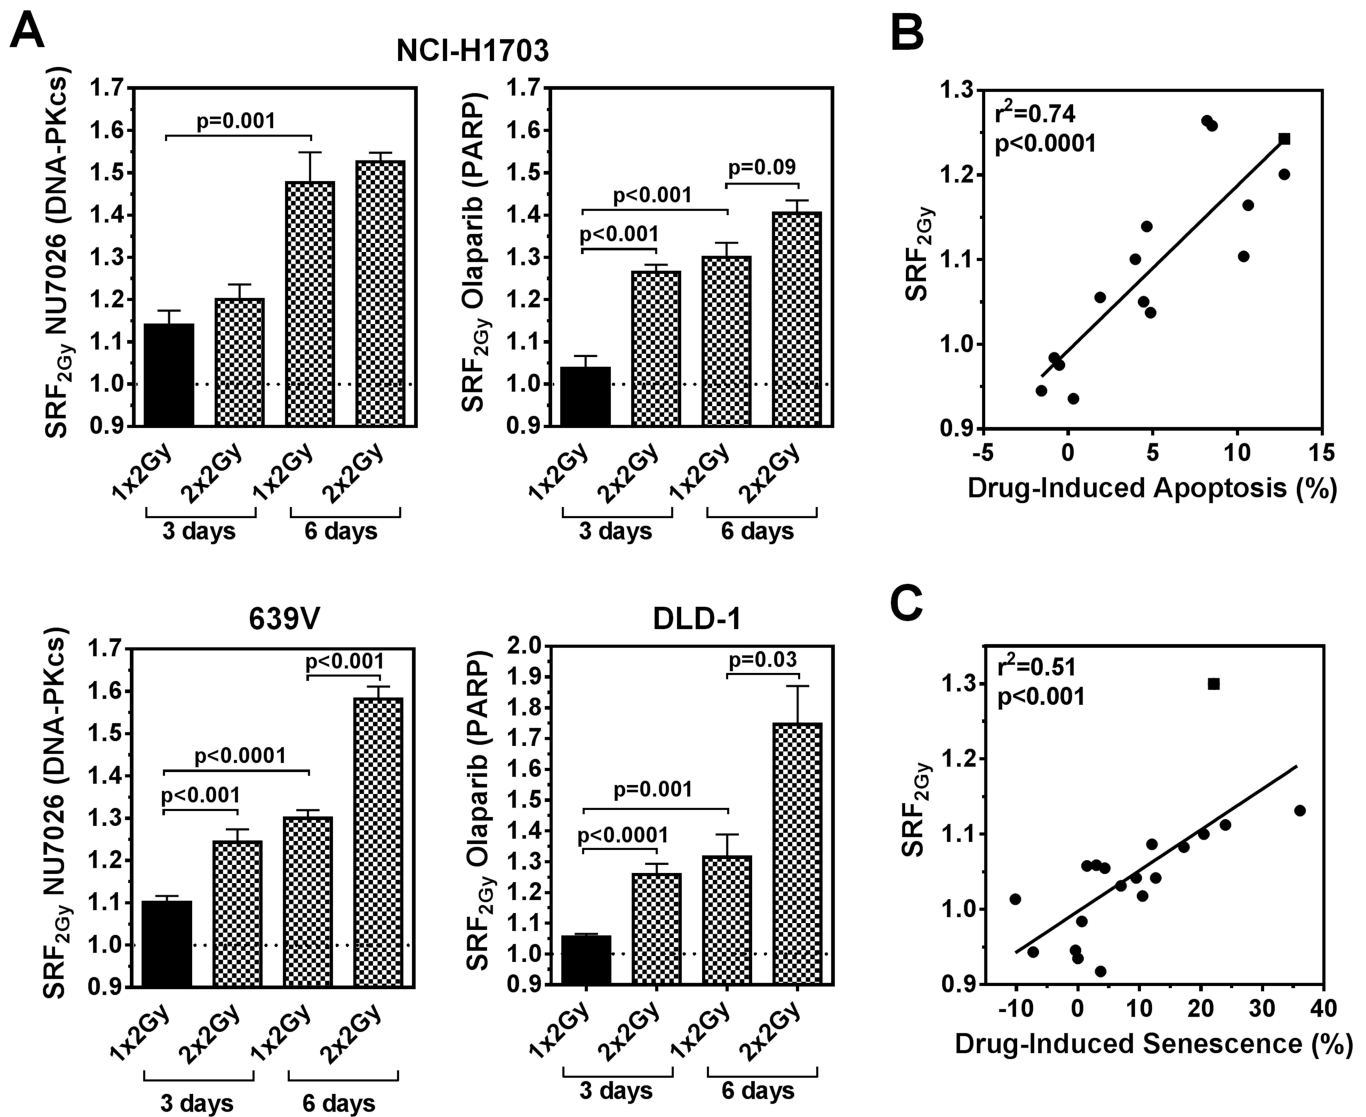 A
NCI-H1703
SRF2Gy NU7026 (DNA-PKcs)
1.7
1.6
1.5
1.4
1.3
1.2
1.1
1.0
0.9
p=0.001
1x2Gy
2x2Gy
1x2Gy
2x2Gy
3 days
6 days
SRF2Gy Olaparib (PARP)
1.7
1.6
1.5
1.4
1.3
1.2
1.1
1.0
0.9
p=0.09
p<0.001
p<0.001
1x2Gy
2x2Gy
1x2Gy
2x2Gy
3 days
6 days
B
SRF2Gy
1.3
1.2
1.1
1.0
0.9
r2=0.74
p<0.0001
-5 0 5 10 15
Drug-Induced Apoptosis (%)
639V
SRF2Gy NU7026 (DNA-PKcs)
1.7
1.6
1.5
1.4
1.3
1.2
1.1
1.0
0.9
p<0.001
p<0.0001
p<0.001
1x2Gy
2x2Gy
1x2Gy
2x2Gy
3 days
6 days
DLD-1
SRF2Gy Olaparib (PARP)
2.0
1.9
1.8
1.7
1.6
1.5
1.4
1.3
1.2
1.1
1.0
0.9
p=0.03
p=0.001
p<0.0001
1x2Gy
2x2Gy
1x2Gy
2x2Gy
3 days
6 days
C
SRF2Gy
1.3
1.2
1.1
1.0
0.9
r2=0.51
p<0.001
-10 0 10 20 30 40
Drug-Induced Senescence (%)